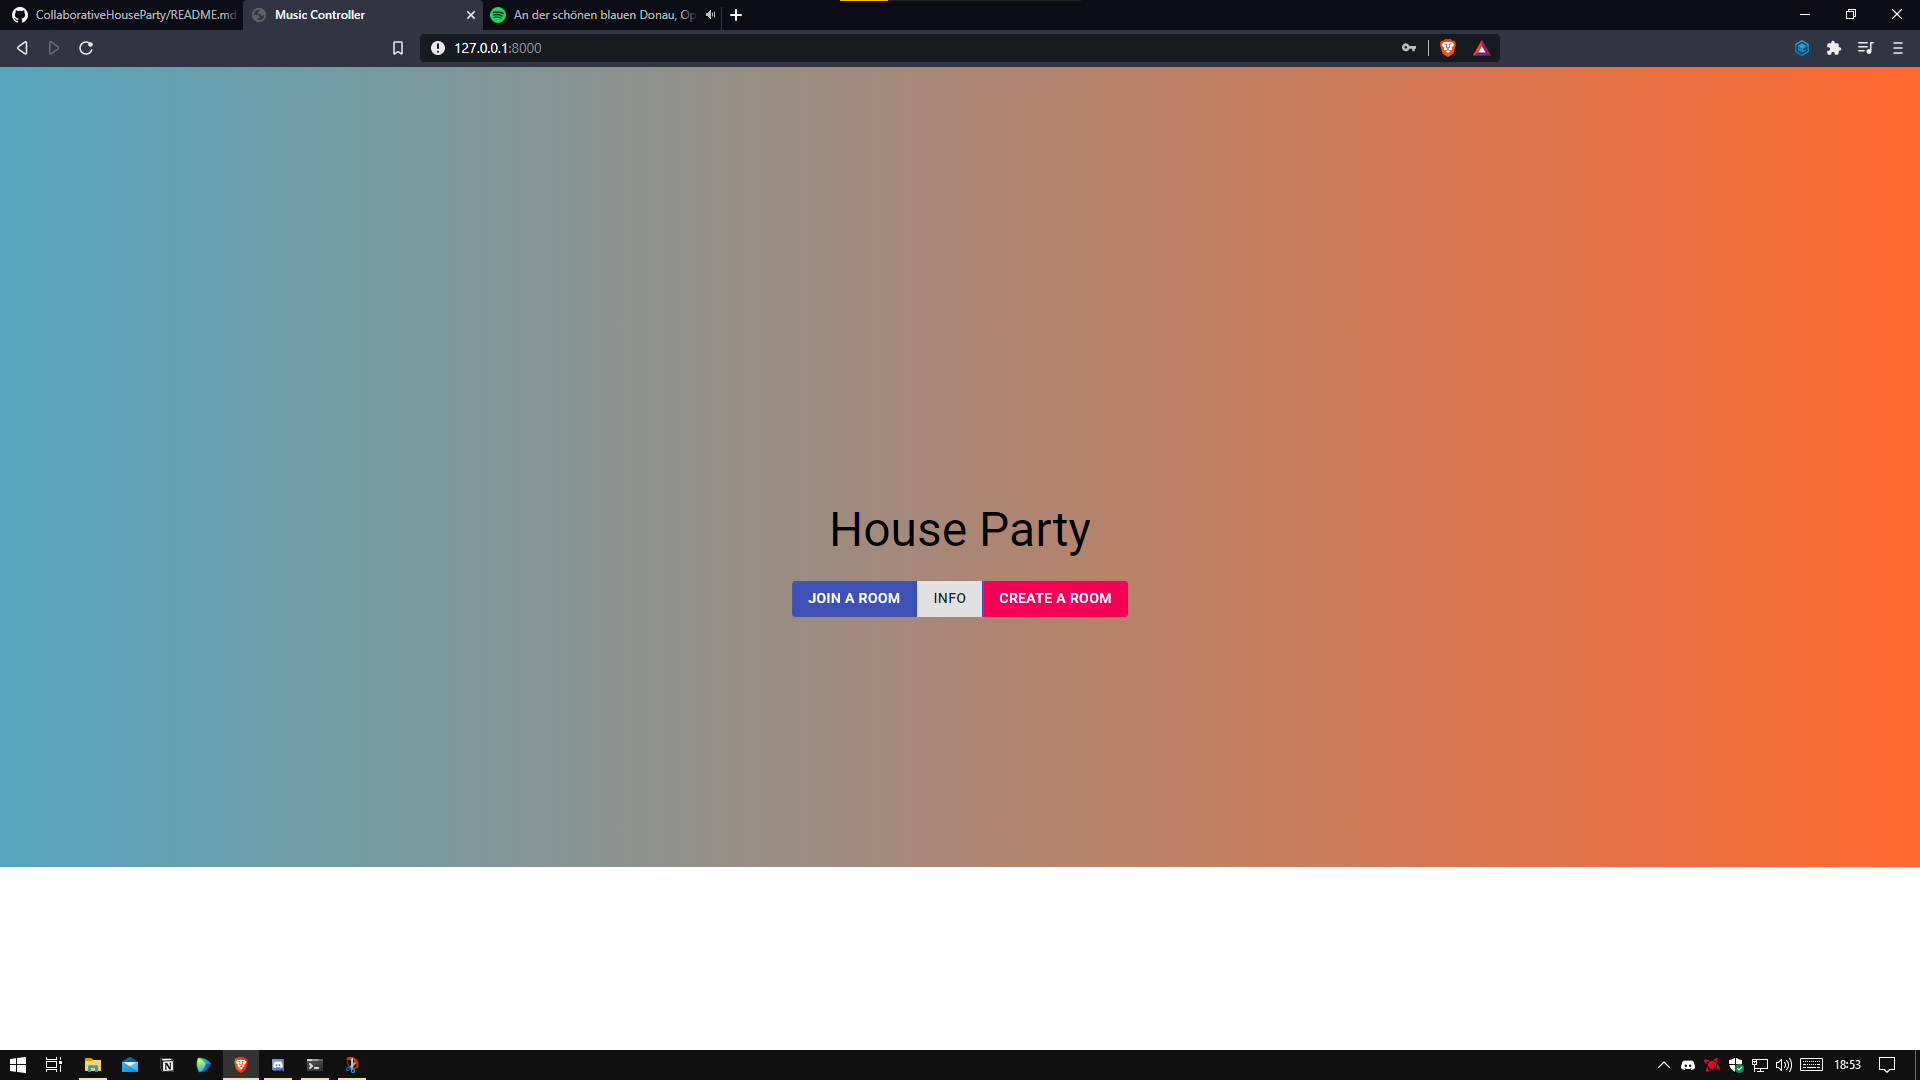 CollaborativeHouseParty/README.md
Music Controller
An der schönen blauen Donau, Op
127.0.0.1:8000
House Party
JOIN A ROOM
INFO
CREATE A ROOM
18:53